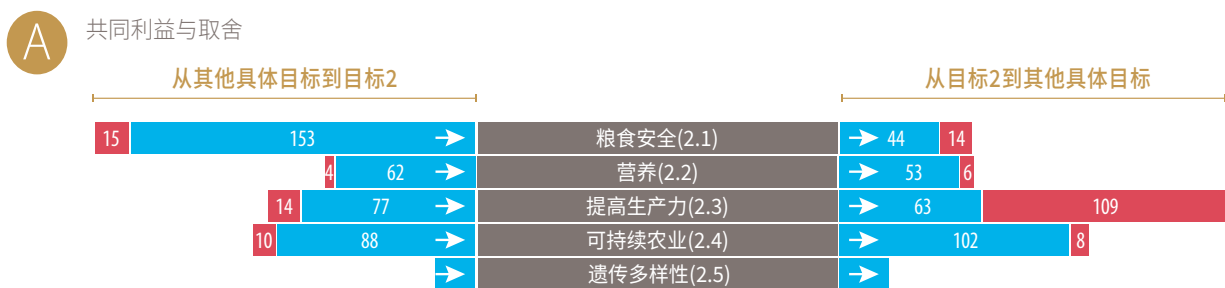 A 共同利益与取舍
从其他具体目标到目标2 从目标2到其他具体目标
15 153 粮食安全(2.1) 44 14
4 62 营养(2.2) 53 6
14 77 提高生产力(2.3) 63 109
10 88 可持续农业(2.4) 102 8
遗传多样性(2.5)